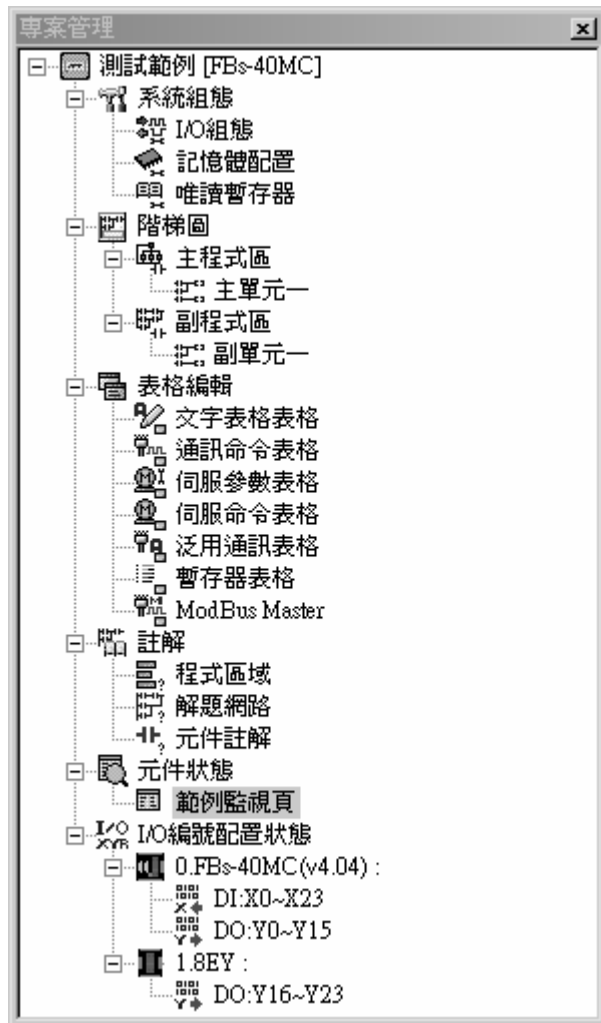 專案管理
測試範例 [FBs-40MC]
系統組態
I/O組態
記憶體配置
唯讀暫存器
階梯圖
主程式區
主單元一
副程式區
副單元一
表格編輯
文字表格表格
通訊命令表格
伺服參數表格
伺服命令表格
泛用通訊表格
暫存器表格
ModBus Master
註解
程式區域
解題網路
元件註解
元件狀態
範例監視頁
I/O編號配置狀態
0.FBs-40MC(v4.04) :
DI:X0~X23
DO:Y0~Y15
1.8EY :
DO:Y16~Y23